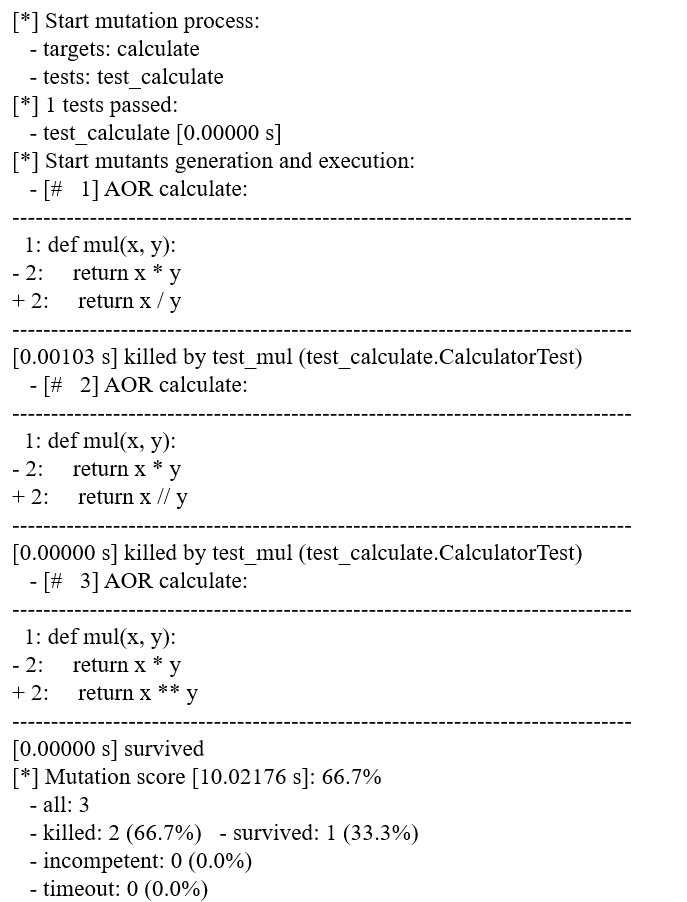 [*] Start mutation process:
- targets: calculate
- tests: test_calculate
[*] 1 tests passed:
- test_calculate [0.00000 s]
[*] Start mutants generation and execution:
- [#   1] AOR calculate:
--------------------------------------------------------------------------------
1: def mul(x, y):
- 2:     return x * y
+ 2:     return x / y
--------------------------------------------------------------------------------
[0.00103 s] killed by test_mul (test_calculate.CalculatorTest)
- [#   2] AOR calculate:
--------------------------------------------------------------------------------
1: def mul(x, y):
- 2:     return x * y
+ 2:     return x // y
--------------------------------------------------------------------------------
[0.00000 s] killed by test_mul (test_calculate.CalculatorTest)
- [#   3] AOR calculate:
--------------------------------------------------------------------------------
1: def mul(x, y):
- 2:     return x * y
+ 2:     return x ** y
--------------------------------------------------------------------------------
[0.00000 s] survived
[*] Mutation score [10.02176 s]: 66.7%
- all: 3
- killed: 2 (66.7%)   - survived: 1 (33.3%)
- incompetent: 0 (0.0%)
- timeout: 0 (0.0%)